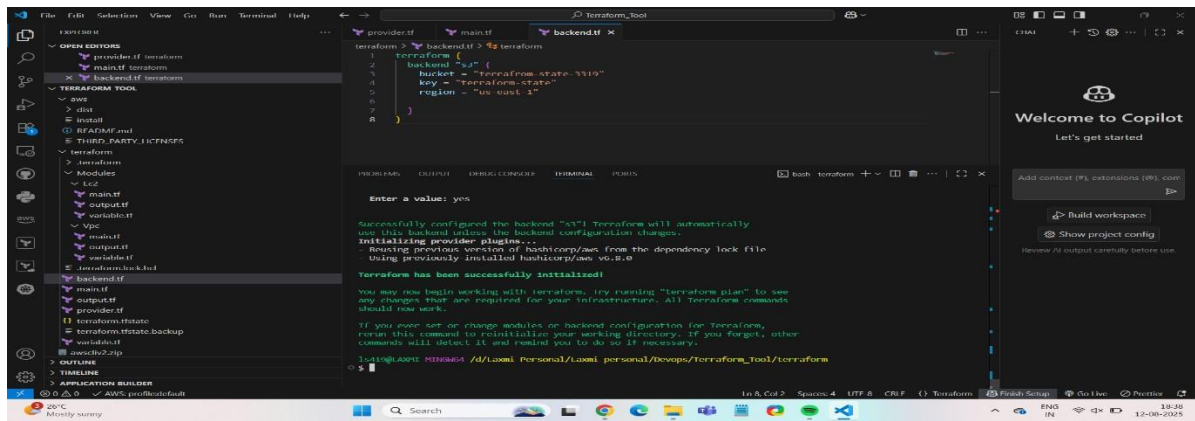 File Edit Selection View Go Run Terminal Help
Terraform_Tool
EXPLORER
OPEN EDITORS
provider.tf terraform
main.tf terraform
backend.tf terraform
TERRAFORM TOOL
aws
dist
install
README.md
THIRD_PARTY_LICENSES
terraform
.terraform
Modules
Ec2
main.tf
output.tf
variable.tf
Vpc
main.tf
output.tf
variable.tf
.terraform.lock.hcl
backend.tf
main.tf
output.tf
provider.tf
terraform.tfstate
terraform.tfstate.backup
variable.tf
awscliv2.zip
OUTLINE
TIMELINE
APPLICATION BUILDER
provider.tf main.tf backend.tf
terraform > backend.tf > terraform
1 terraform {
2 backend "s3" {
3 bucket = "terrafrom-state-3319"
4 key = "terraform-state"
5 region = "us-east-1"
6
7 }
8 }
PROBLEMS OUTPUT DEBUG CONSOLE TERMINAL PORTS
bash terraform
Enter a value: yes
Successfully configured the backend "s3"! Terraform will automatically
use this backend unless the backend configuration changes.
Initializing provider plugins...
- Reusing previous version of hashicorp/aws from the dependency lock file
- Using previously installed hashicorp/aws v6.8.0
Terraform has been successfully initialized!
You may now begin working with Terraform. Try running "terraform plan" to see
any changes that are required for your infrastructure. All Terraform commands
should now work.
If you ever set or change modules or backend configuration for Terraform,
rerun this command to reinitialize your working directory. If you forget, other
commands will detect it and remind you to do so if necessary.
ls419@LAXMI MINGW64 /d/Laxmi Personal/Laxmi personal/Devops/Terraform_Tool/terraform
$
CHAT
Welcome to Copilot
Let's get started
Add context (#), extensions (@), com
Build workspace
Show project config
Review AI output carefully before use.
0 0 AWS: profile:default
Ln 8, Col 2 Spaces: 4 UTF-8 CRLF {} Terraform Finish Setup Go Live Prettier
26°C
Mostly sunny
Search
ENG
IN
18:38
12-08-2025